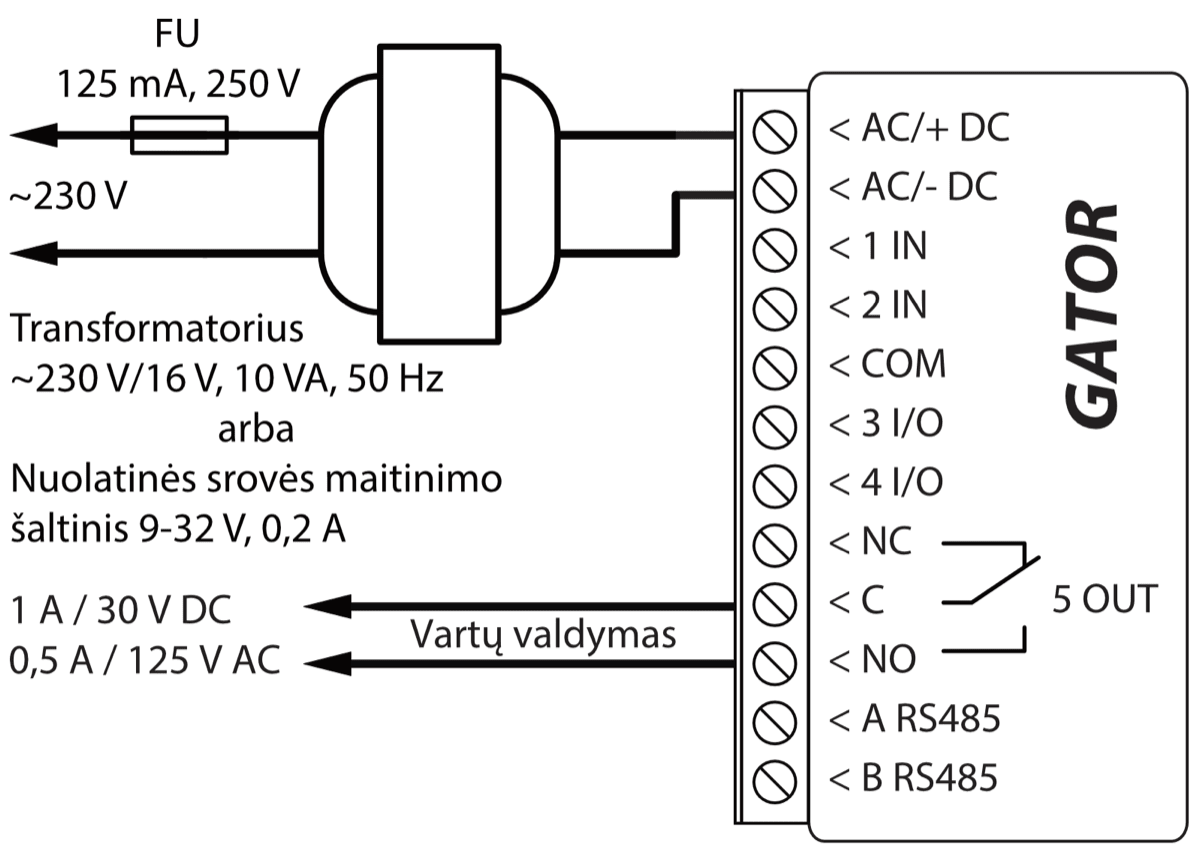 FU
125 mA, 250 V
~230 V
Transformatorius
~230 V/16 V, 10 VA, 50 Hz
arba
Nuolatinės srovės maitinimo
šaltinis 9-32 V, 0,2 A
1 A / 30 V DC
0,5 A / 125 V AC
Vartų valdymas
< AC/+ DC
< AC/- DC
< 1 IN
< 2 IN
< COM
< 3 I/O
< 4 I/O
< NC
< C
< NO
< A RS485
< B RS485
5 OUT
GATOR